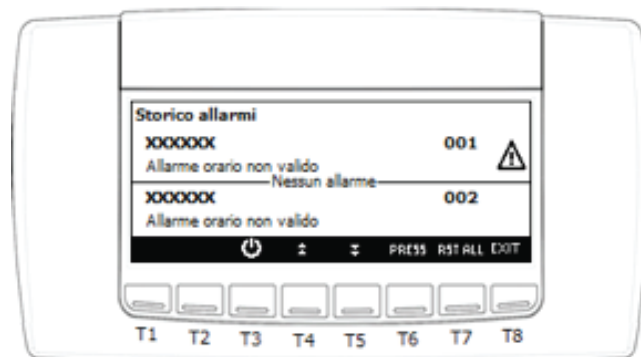 Storico allarmi
XXXXXX 001
Allarme orario non valido
Nessun allarme
XXXXXX 002
Allarme orario non valido
PRESS RST ALL EXIT
T1 T2 T3 T4 T5 T6 T7 T8